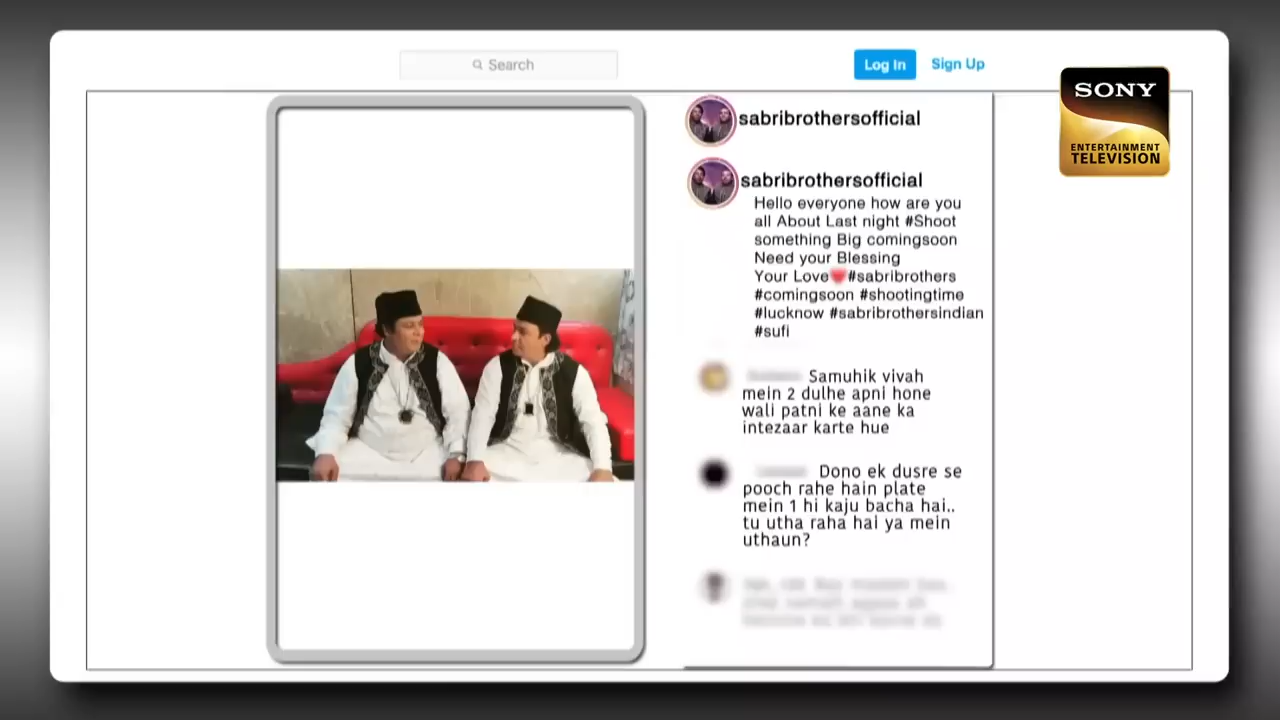 Search
Log In
Sign Up
SONY
ENTERTAINMENT
TELEVISION
sabribrothersofficial
sabribrothersofficial
Hello everyone how are you
all About Last night #Shoot
something Big comingsoon
Need your Blessing
Your Love❤️#sabribrothers
#comingsoon #shootingtime
#lucknow #sabribrothersindian
#sufi
Samuhik vivah
mein 2 dulhe apni hone
wali patni ke aane ka
intezaar karte hue
Dono ek dusre se
pooch rahe hain plate
mein 1 hi kaju bacha hai..
tu utha raha hai ya mein
uthaun?